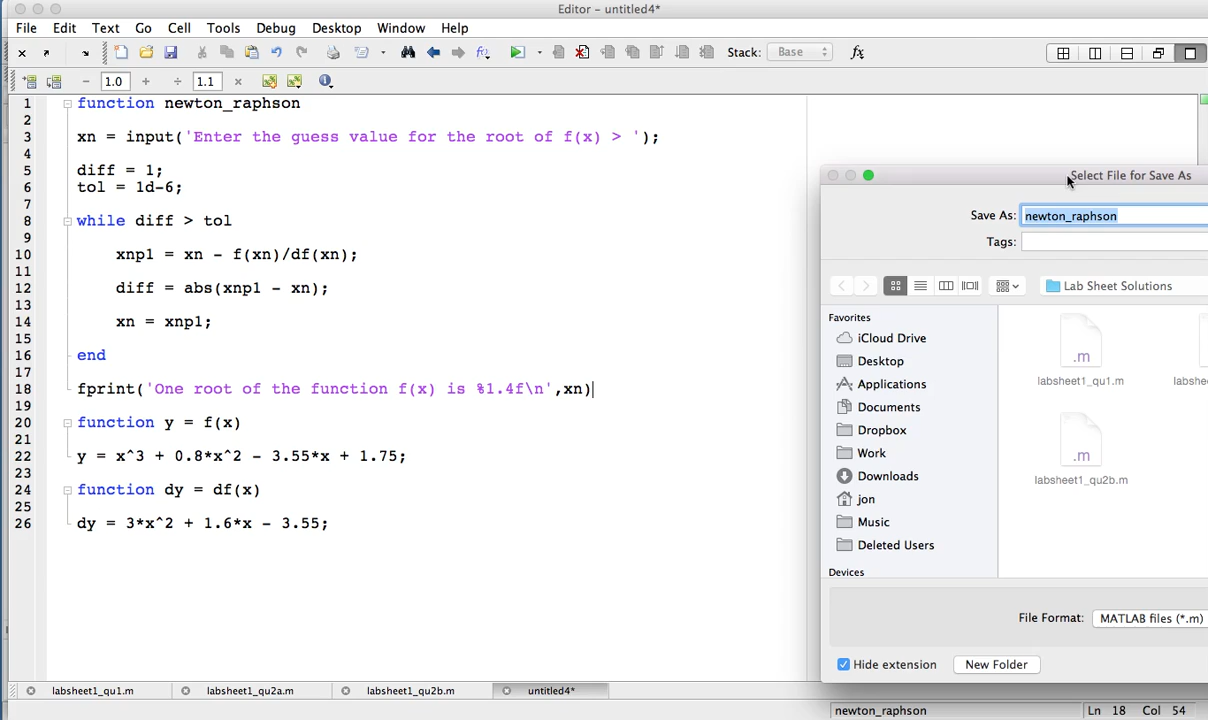 Editor - untitled4*
File Edit Text Go Cell Tools Debug Desktop Window Help
Stack: Base
1.0 1.1
1 function newton_raphson
2
3 xn = input('Enter the guess value for the root of f(x) > ');
4
5 diff = 1;
6 tol = 1d-6;
7
8 while diff > tol
9
10 xnp1 = xn - f(xn)/df(xn);
11
12 diff = abs(xnp1 - xn);
13
14 xn = xnp1;
15
16 end
17
18 fprint('One root of the function f(x) is %1.4f\n',xn)
19
20 function y = f(x)
21
22 y = x^3 + 0.8*x^2 - 3.55*x + 1.75;
23
24 function dy = df(x)
25
26 dy = 3*x^2 + 1.6*x - 3.55;
Select File for Save As
Save As: newton_raphson
Tags:
Lab Sheet Solutions
Favorites
iCloud Drive
Desktop
Applications
Documents
Dropbox
Work
Downloads
jon
Music
Deleted Users
Devices
.m
labsheet1_qu1.m labshe
.m
labsheet1_qu2b.m
File Format: MATLAB files (*.m)
Hide extension New Folder
labsheet1_qu1.m labsheet1_qu2a.m labsheet1_qu2b.m untitled4*
newton_raphson Ln 18 Col 54